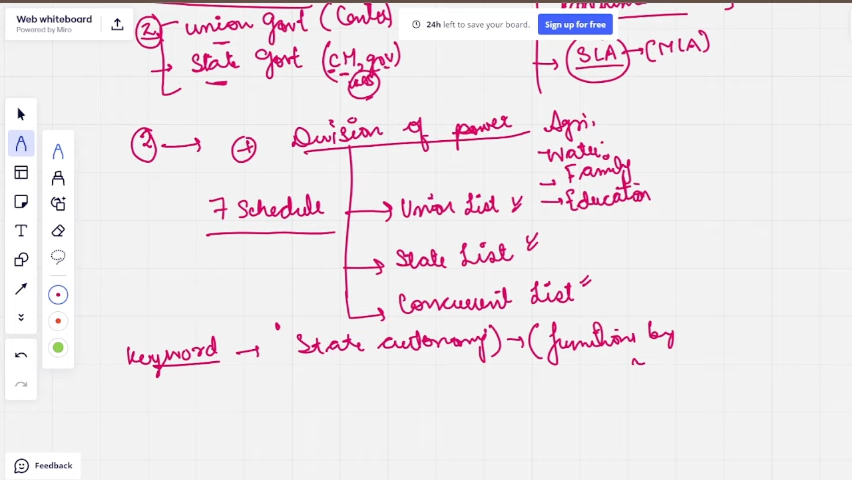 Web whiteboard
Powered by Miro
24h left to save your board.
Sign up for free
2 union govt (Center)
→ State Govt (CM, gov)
→ (SLA) → (MLA)
2 → + Division of power
Agri.
- Water.
→ Family
→ Education
7 Schedule
→ Union List
→ State List
→ Concurrent List
keyword → ' State autonomy) → (functions by
Feedback